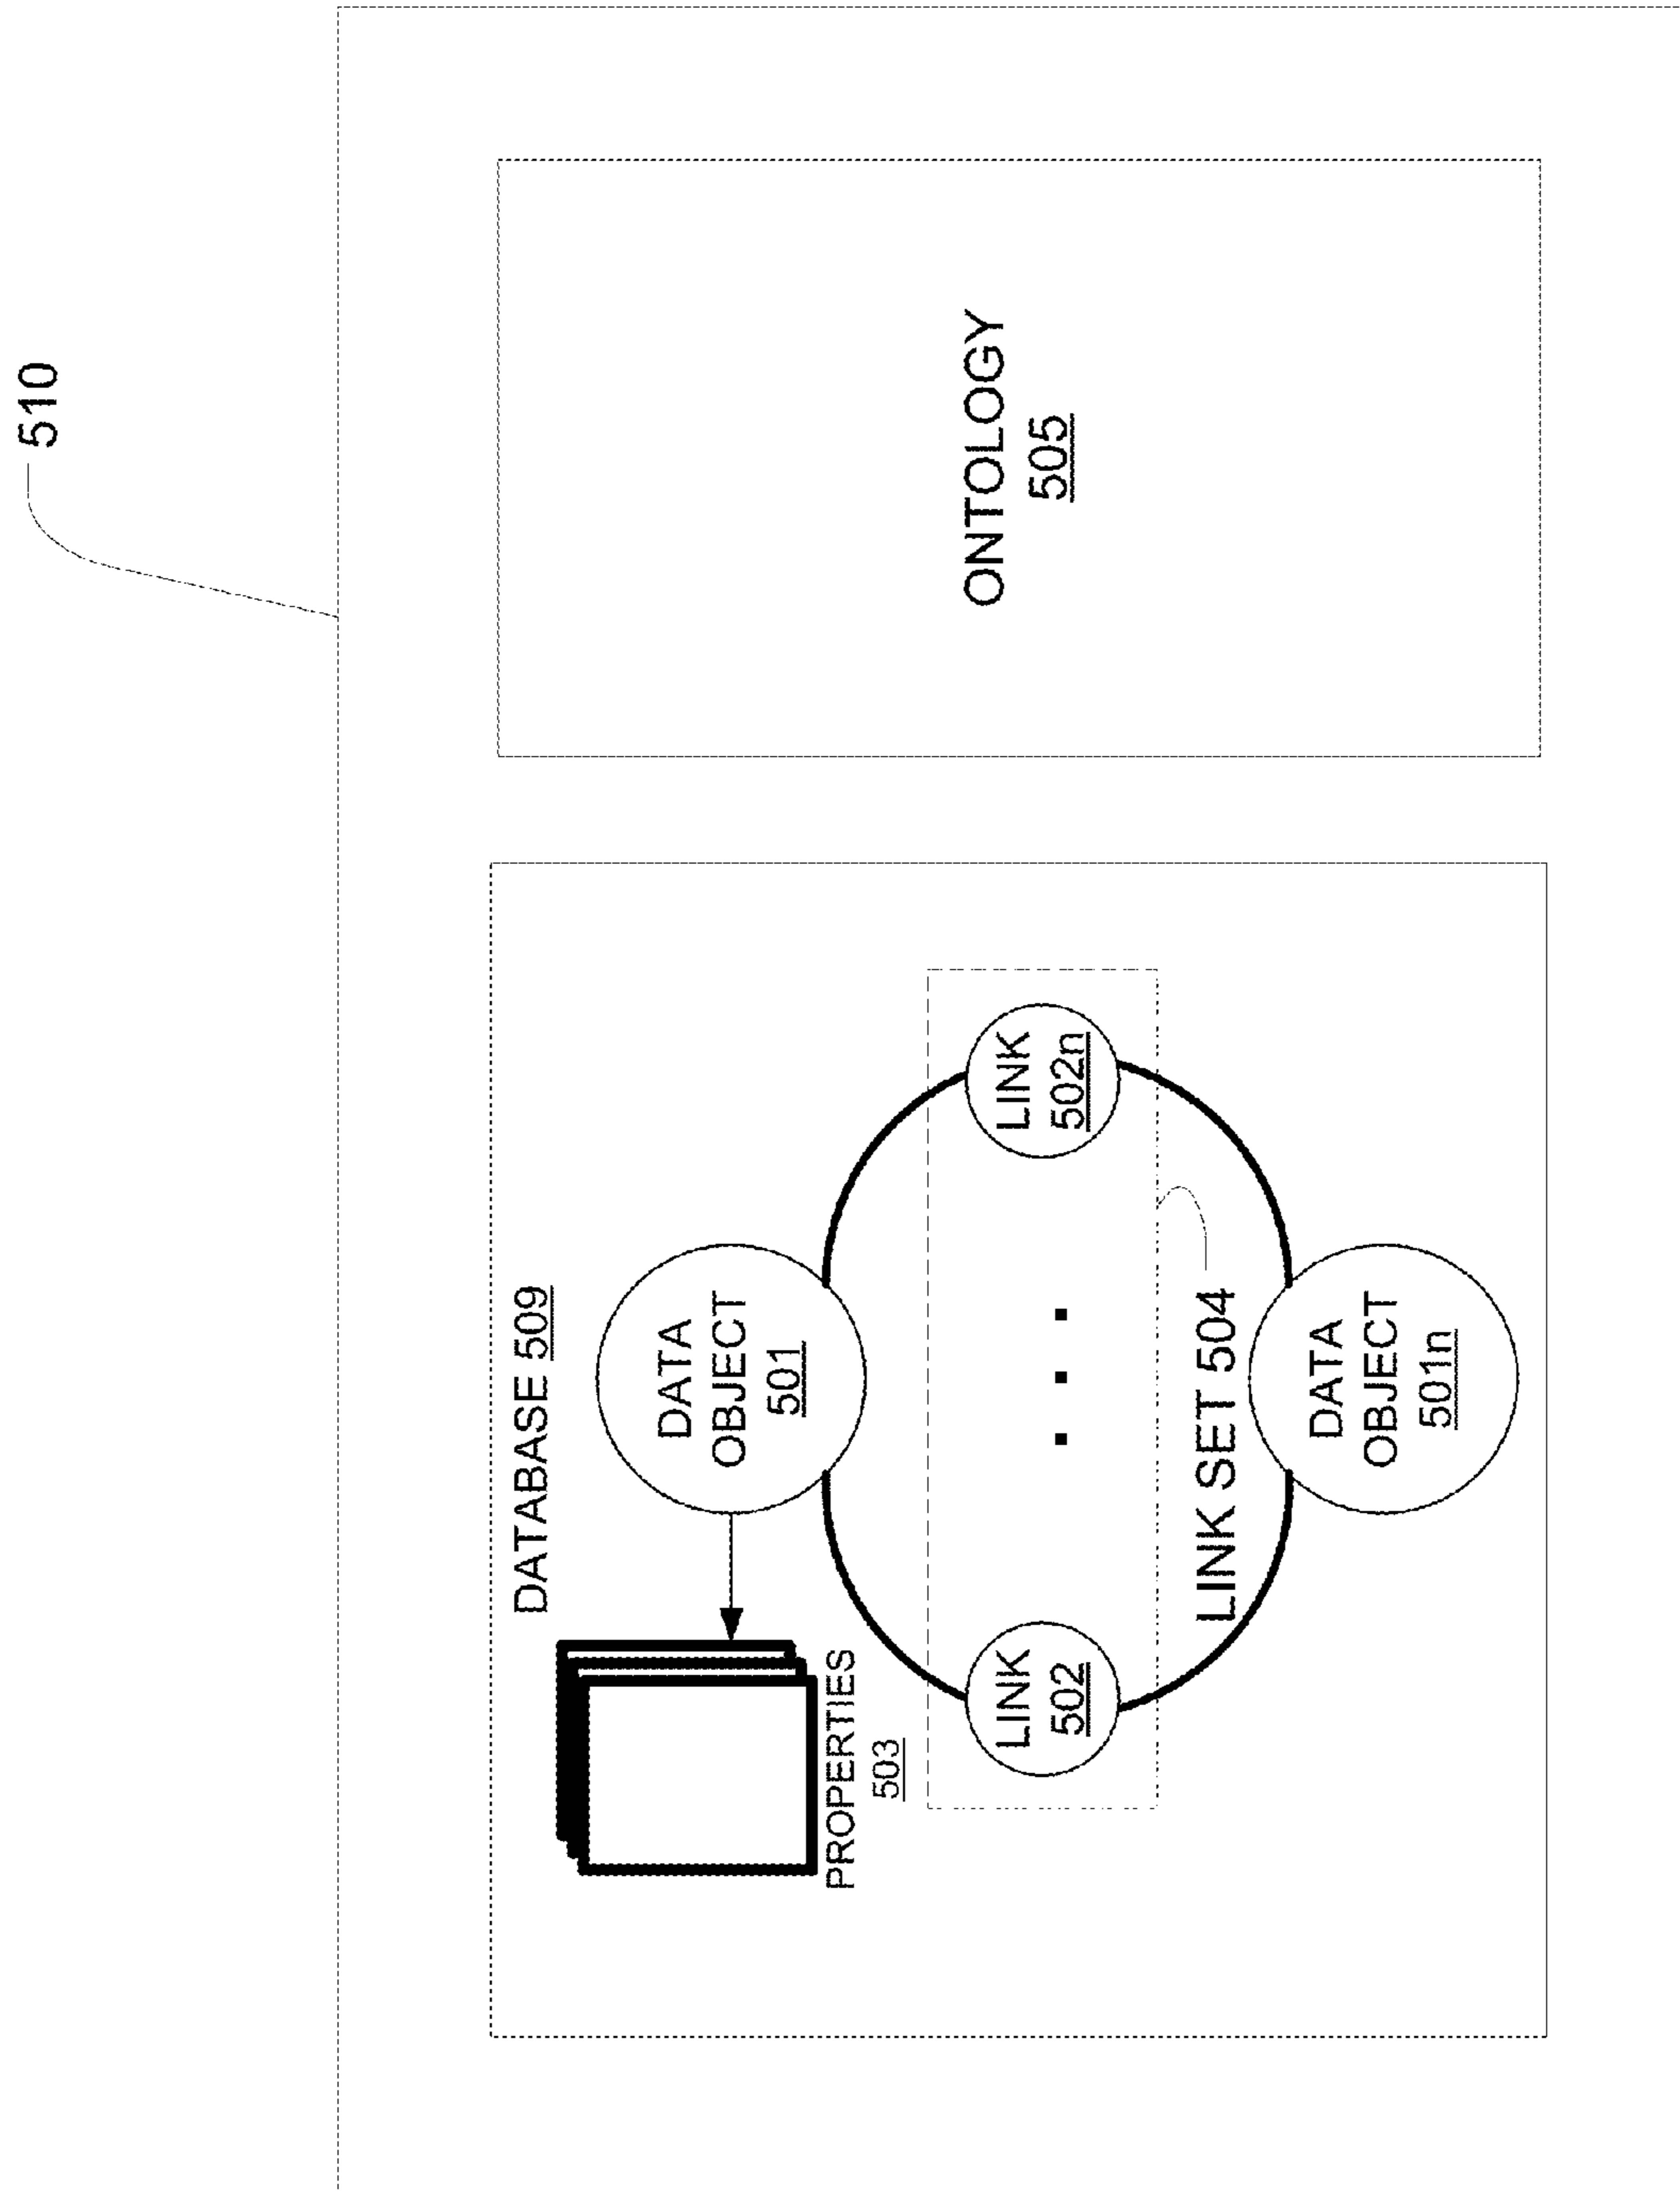 510
DATABASE 509
PROPERTIES
503
DATA
OBJECT
501
LINK
502
LINK
502n
LINK SET 504
DATA
OBJECT
501n
ONTOLOGY
505